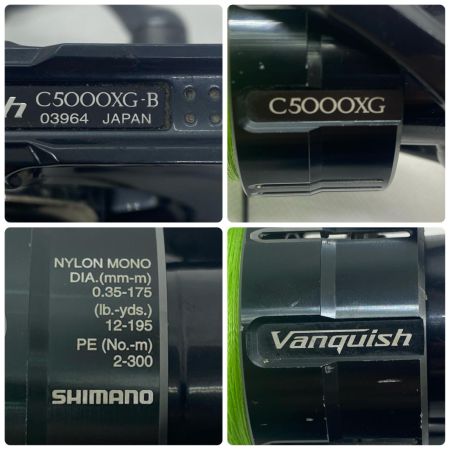 h C5000XG-B
03964 JAPAN
C5000XG
NYLON MONO
DIA.(mm-m)
0.35-175
(lb.-yds.)
12-195
PE (No.-m)
2-300
SHIMANO
Vanquish